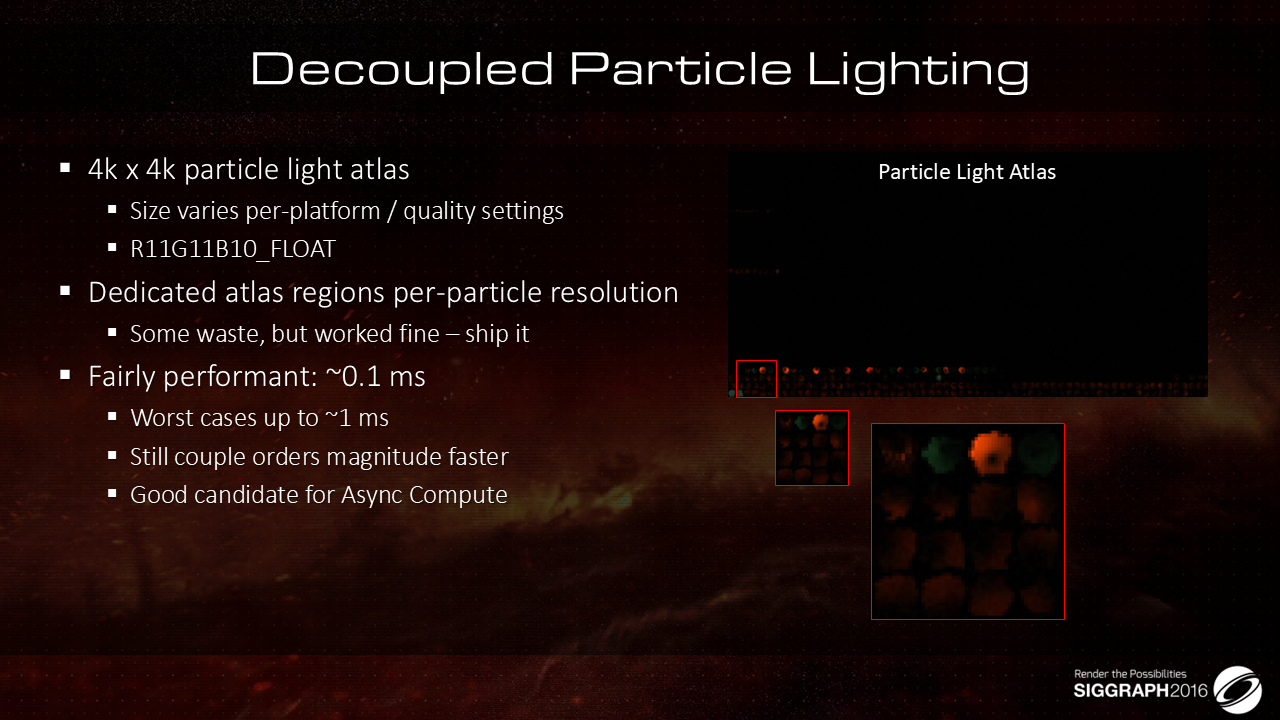 Decoupled Particle Lighting
▪ 4k x 4k particle light atlas
▪ Size varies per-platform / quality settings
▪ R11G11B10_FLOAT
▪ Dedicated atlas regions per-particle resolution
▪ Some waste, but worked fine – ship it
▪ Fairly performant: ~0.1 ms
▪ Worst cases up to ~1 ms
▪ Still couple orders magnitude faster
▪ Good candidate for Async Compute
Particle Light Atlas
Render the Possibilities
SIGGRAPH2016